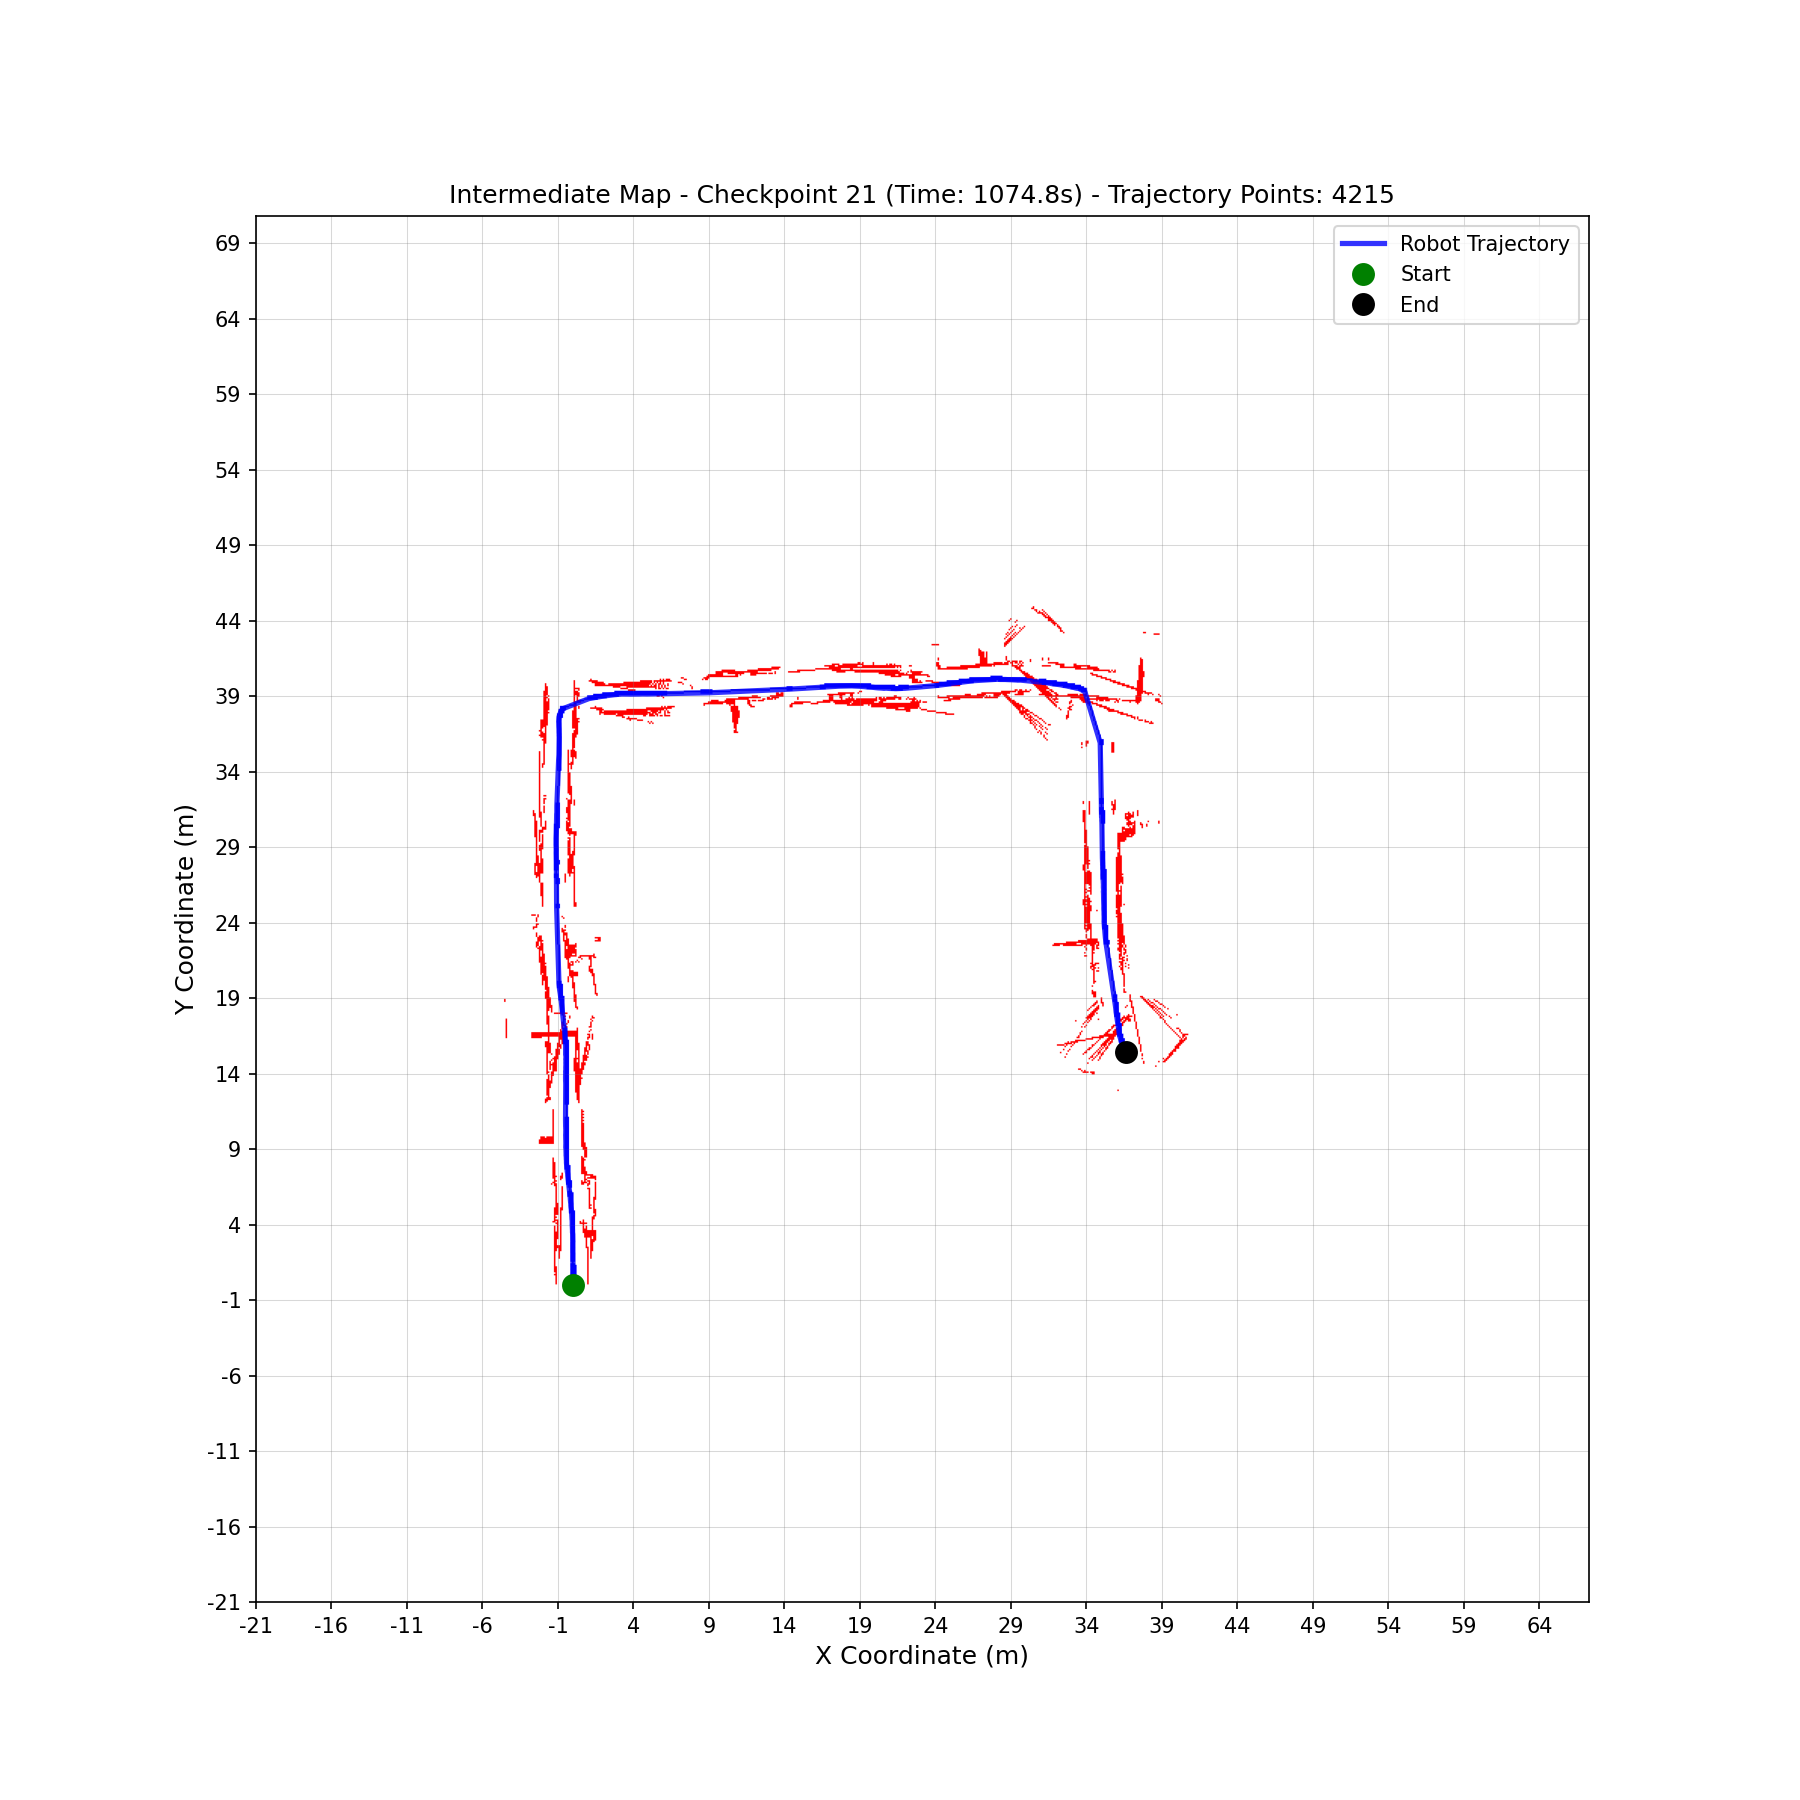 Intermediate Map - Checkpoint 21 (Time: 1074.8s) - Trajectory Points: 4215
Robot Trajectory
Start
End
69
64
59
54
49
44
39
34
29
24
19
14
9
4
-1
-6
-11
-16
-21
Y Coordinate (m)
-21 -16 -11 -6 -1 4 9 14 19 24 29 34 39 44 49 54 59 64
X Coordinate (m)